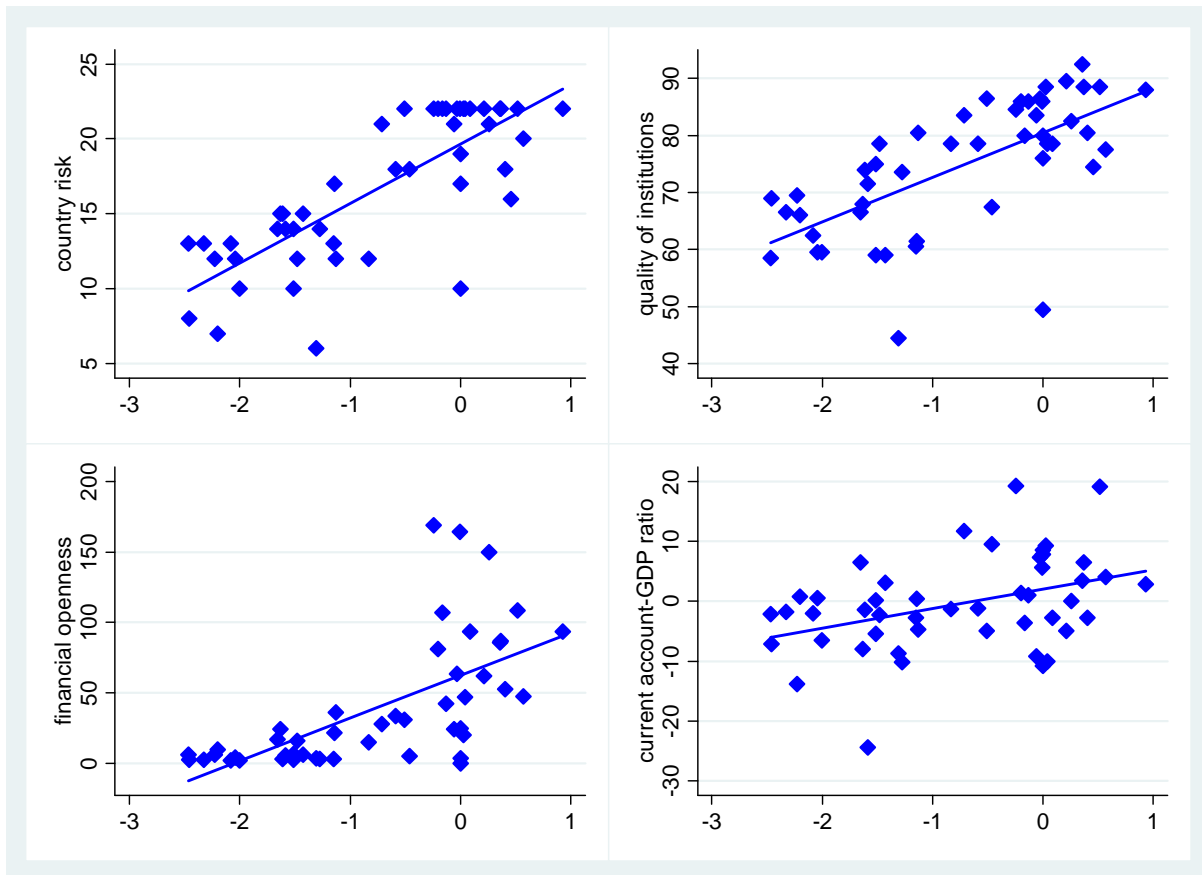 country risk
25
20
15
10
5
-3 -2 -1 0 1
quality of institutions
90
80
70
60
50
40
-3 -2 -1 0 1
financial openness
200
150
100
50
0
-3 -2 -1 0 1
current account-GDP ratio
20
10
0
-10
-20
-30
-3 -2 -1 0 1